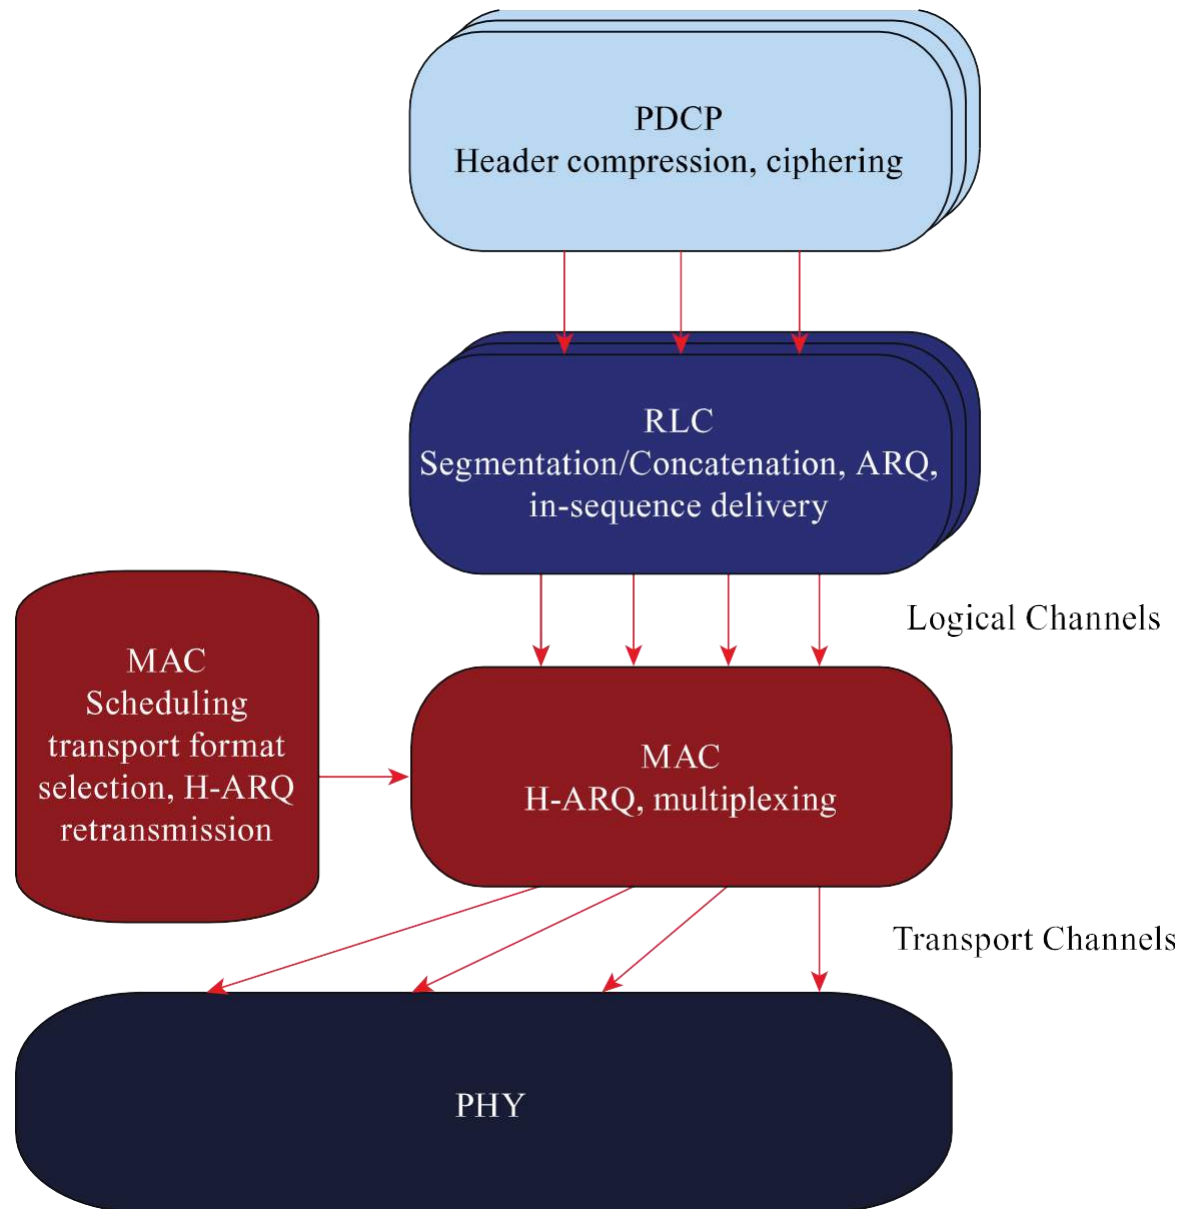 PDCP
Header compression, ciphering
RLC
Segmentation/Concatenation, ARQ,
in-sequence delivery
Logical Channels
MAC
Scheduling
transport format
selection, H-ARQ
retransmission
MAC
H-ARQ, multiplexing
Transport Channels
PHY